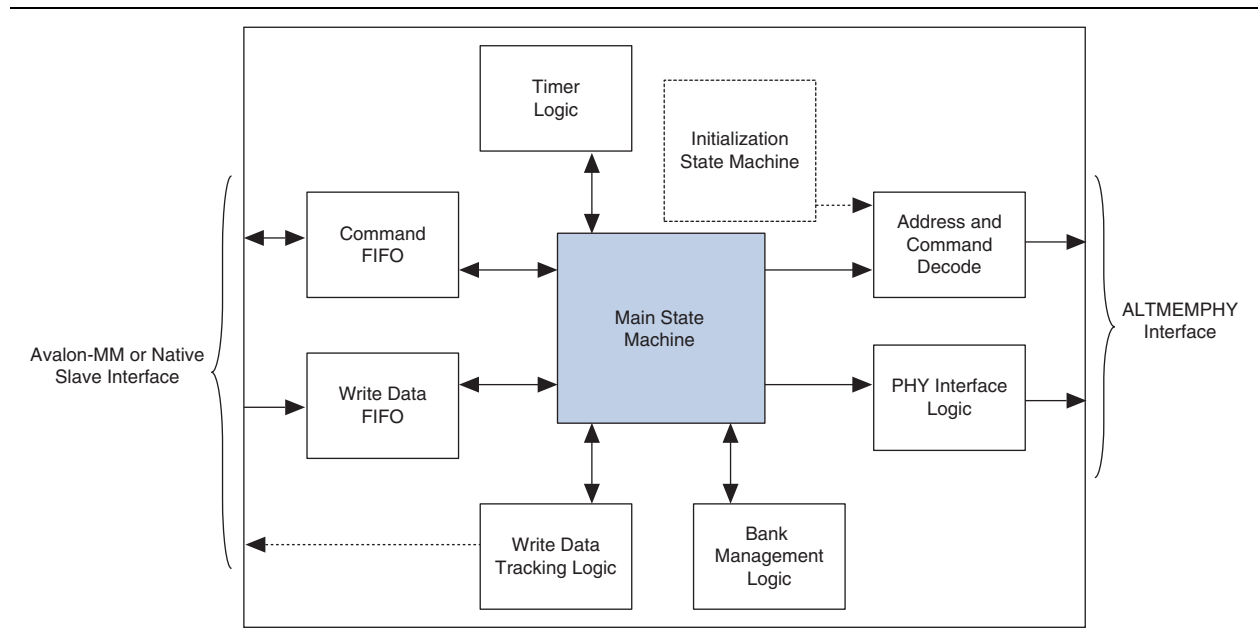 Timer
Logic
Initialization
State Machine
Command
FIFO
Address and
Command
Decode
Main State
Machine
ALTMEMPHY
Interface
Avalon-MM or Native
Slave Interface
Write Data
FIFO
PHY Interface
Logic
Write Data
Tracking Logic
Bank
Management
Logic